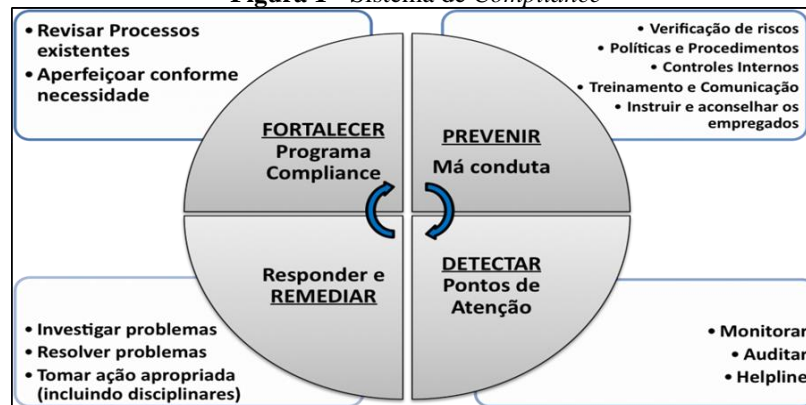 Figura 1 - Sistema de Compliance
• Revisar Processos
existentes
• Aperfeiçoar conforme
necessidade
• Verificação de riscos
• Políticas e Procedimentos
• Controles Internos
• Treinamento e Comunicação
• Instruir e aconselhar os
empregados
FORTALECER
Programa
Compliance
PREVENIR
Má conduta
Responder e
REMEDIAR
DETECTAR
Pontos de
Atenção
• Investigar problemas
• Resolver problemas
• Tomar ação apropriada
(incluindo disciplinares)
• Monitorar
• Auditar
• Helpline